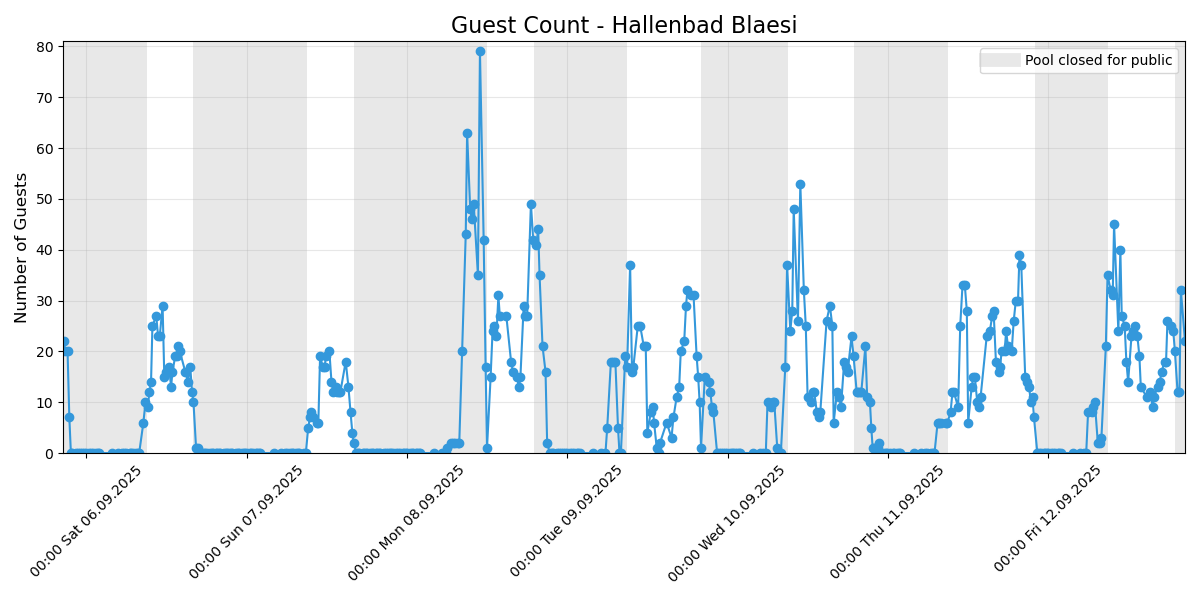 Guest Count - Hallenbad Blaesi
Pool closed for public
Number of Guests
80
70
60
50
40
30
20
10
0
00:00 Sat 06.09.2025
00:00 Sun 07.09.2025
00:00 Mon 08.09.2025
00:00 Tue 09.09.2025
00:00 Wed 10.09.2025
00:00 Thu 11.09.2025
00:00 Fri 12.09.2025